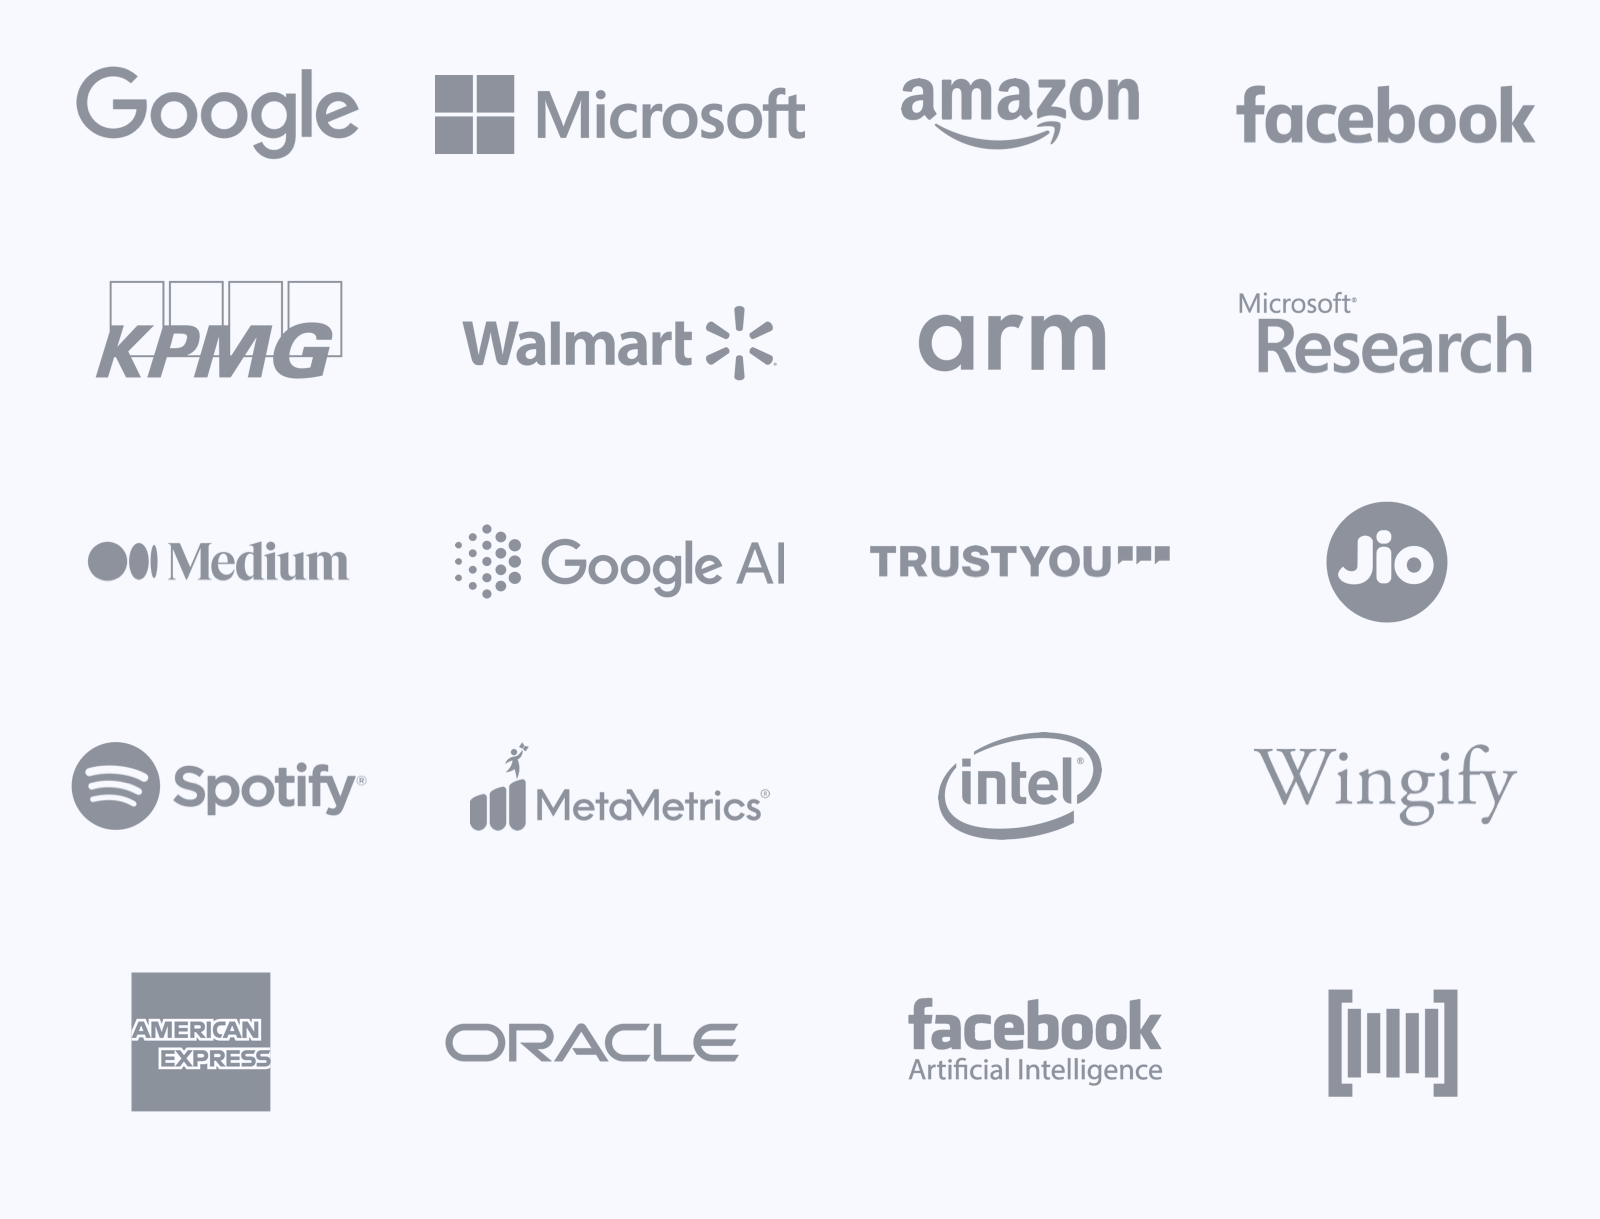 Google
Microsoft
amazon
facebook
KPMG
Walmart
arm
Microsoft®
Research
Medium
Google AI
TRUSTYOU
Jio
Spotify®
MetaMetrics®
intel®
Wingify
AMERICAN
EXPRESS
ORACLE
facebook
Artificial Intelligence